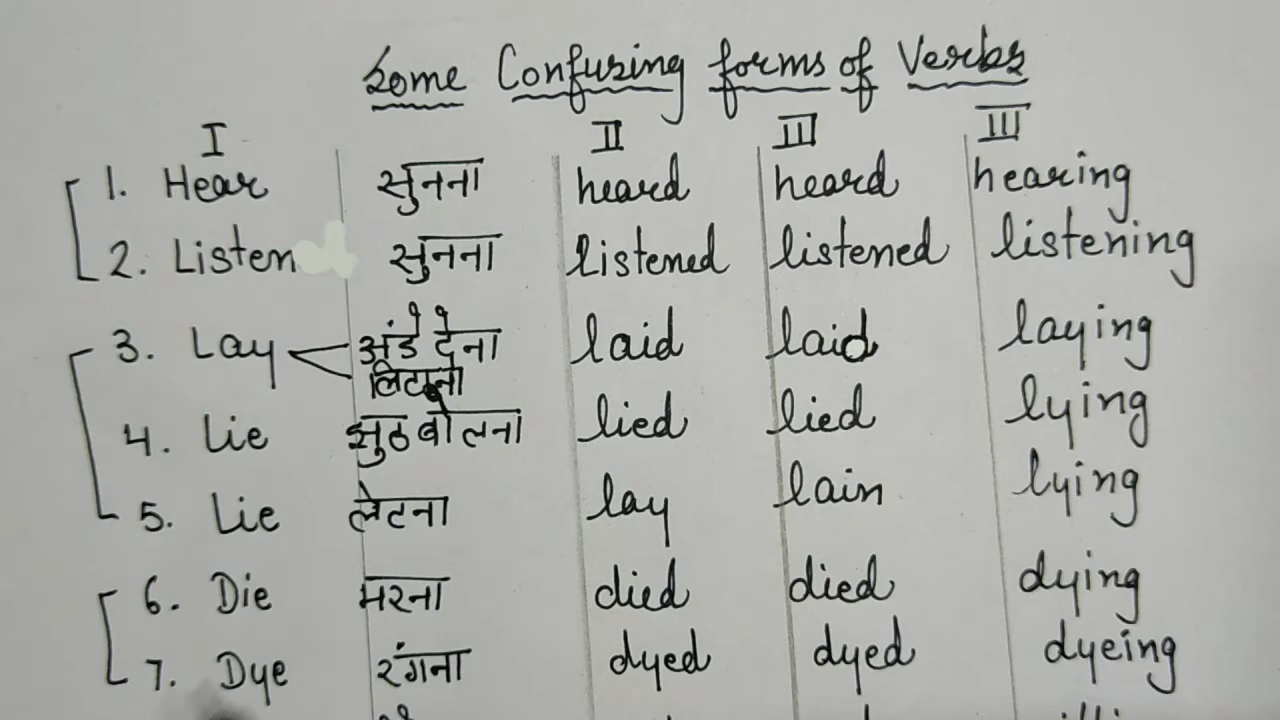 Some Confusing forms of Verbs
I II III III
1. Hear सुनना heard heard hearing
2. Listen सुनना listened listened listening
3. Lay अंडे देना laid laid laying
लिटाना
4. Lie झुठ बोलना lied lied lying
5. Lie लेटना lay lain lying
6. Die मरना died died dying
7. Dye रंगना dyed dyed dyeing